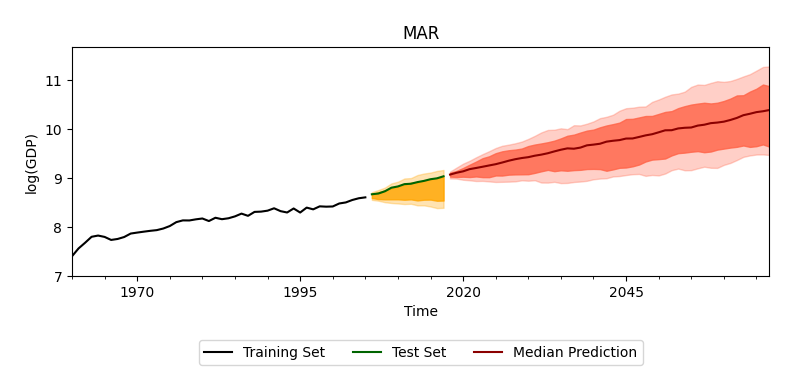 MAR
11
10
9
8
7
log(GDP)
1970
1995
2020
2045
Time
Training Set
Test Set
Median Prediction